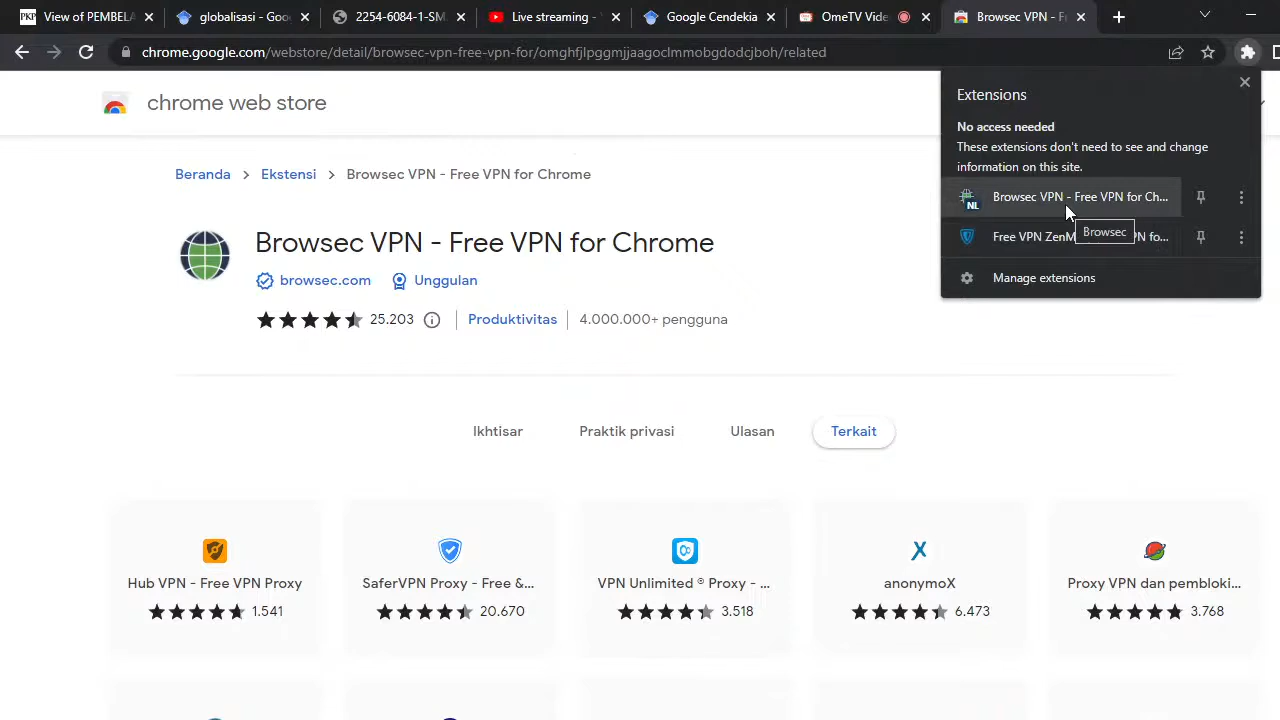 View of PEMBELA
globalisasi - Goo
2254-6084-1-SM.
Live streaming - 
Google Cendekia
OmeTV Vide
Browsec VPN - F
chrome.google.com/webstore/detail/browsec-vpn-free-vpn-for/omghfjlpggmjjaagoclmmobgdodcjboh/related
Extensions
No access needed
These extensions don't need to see and change
information on this site.
Browsec VPN - Free VPN for Ch...
NL
Browsec
Free VPN ZenM PN fo...
Manage extensions
chrome web store
Beranda > Ekstensi > Browsec VPN - Free VPN for Chrome
Browsec VPN - Free VPN for Chrome
browsec.com Unggulan
25.203 Produktivitas 4.000.000+ pengguna
Ikhtisar Praktik privasi Ulasan Terkait
Hub VPN - Free VPN Proxy
1.541
SaferVPN Proxy - Free &...
20.670
VPN Unlimited ® Proxy - ...
3.518
anonymoX
6.473
Proxy VPN dan pembloki...
3.768